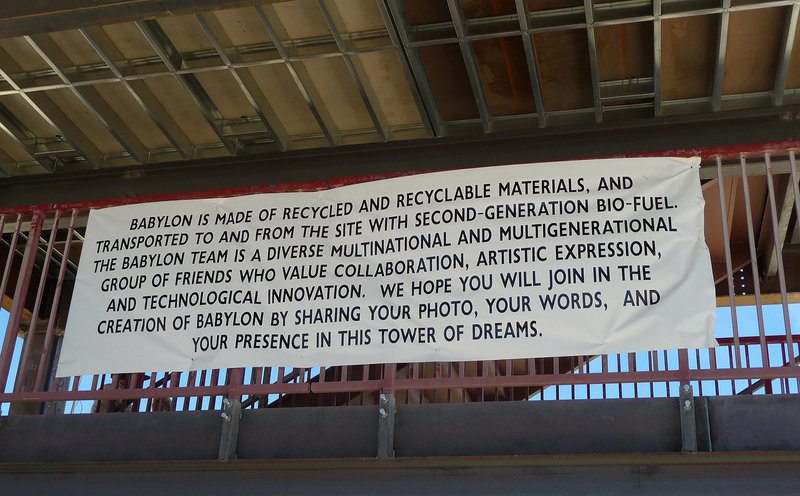 BABYLON IS MADE OF RECYCLED AND RECYCLABLE MATERIALS, AND
TRANSPORTED TO AND FROM THE SITE WITH SECOND-GENERATION BIO-FUEL.
THE BABYLON TEAM IS A DIVERSE MULTINATIONAL AND MULTIGENERATIONAL
GROUP OF FRIENDS WHO VALUE COLLABORATION, ARTISTIC EXPRESSION,
AND TECHNOLOGICAL INNOVATION. WE HOPE YOU WILL JOIN IN THE
CREATION OF BABYLON BY SHARING YOUR PHOTO, YOUR WORDS, AND
YOUR PRESENCE IN THIS TOWER OF DREAMS.